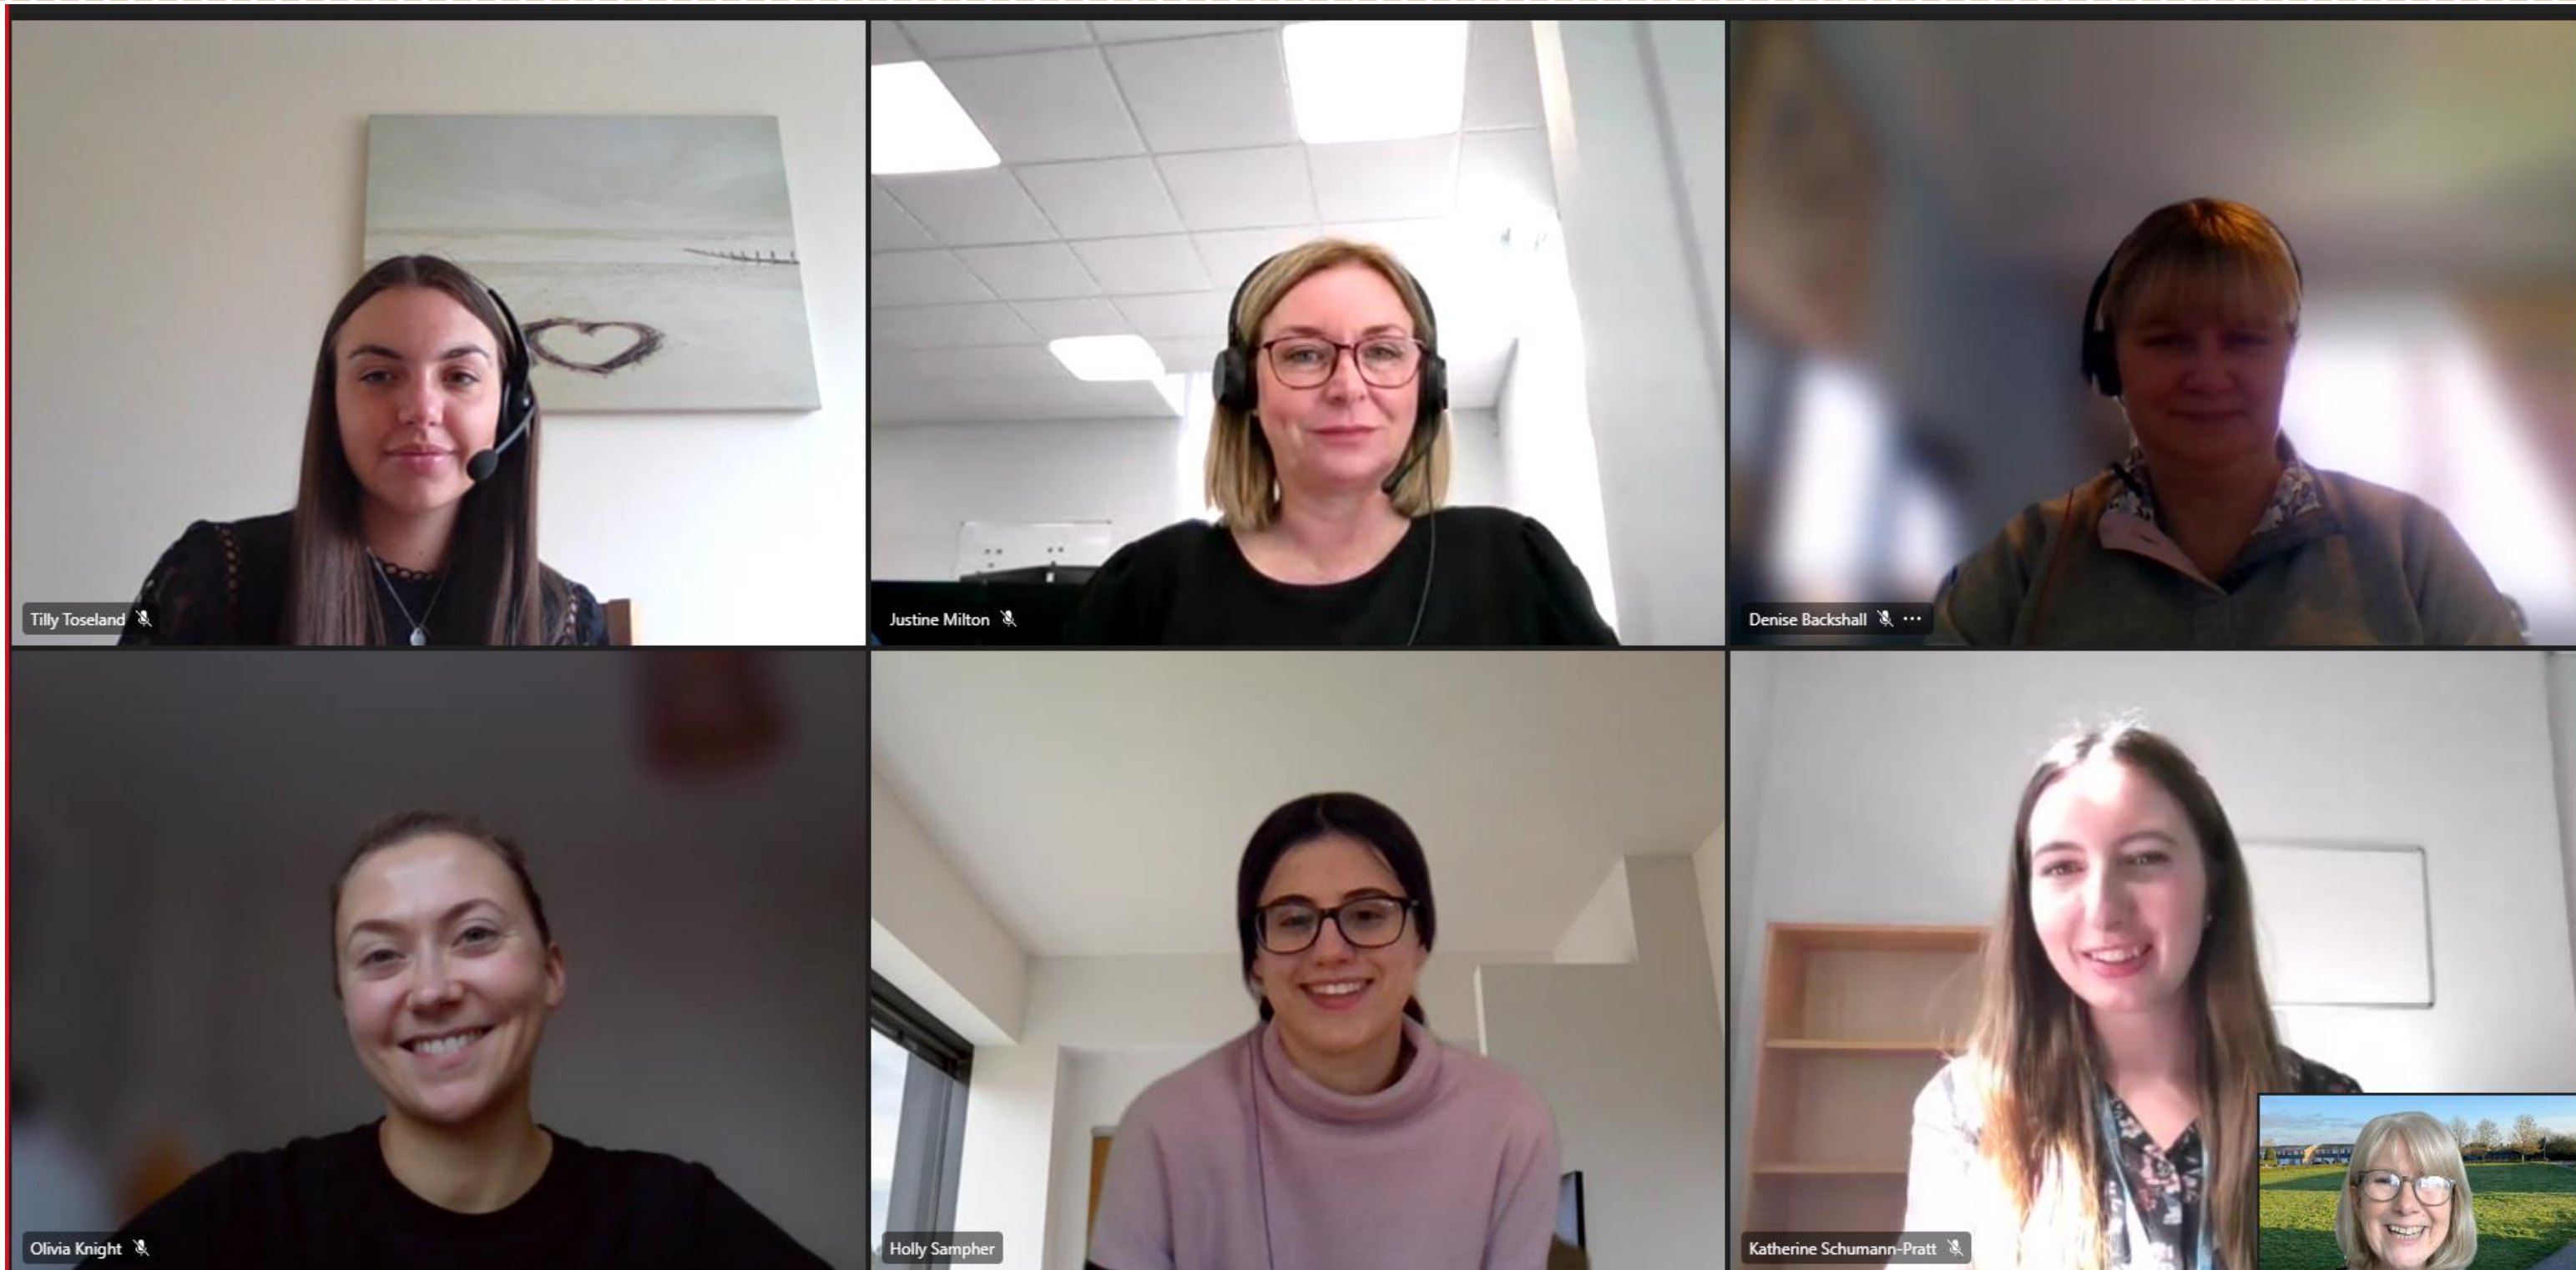 Tilly Toseland
Justine Milton
Denise Backshall
Olivia Knight
Holly Sampher
Katherine Schumann-Pratt